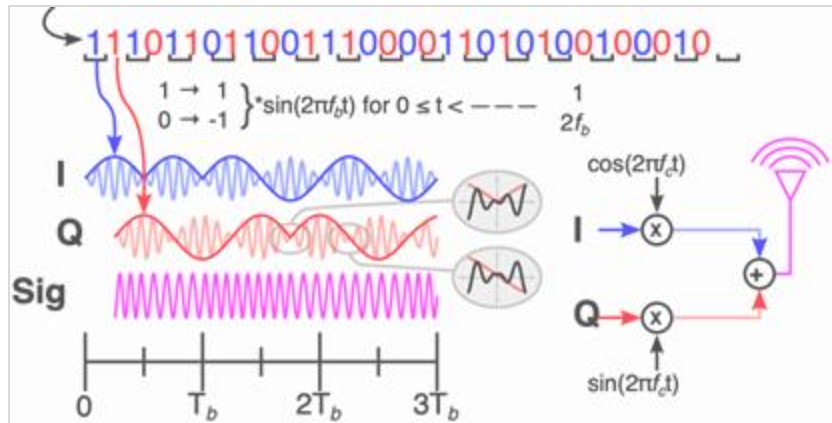 11101101100111000011010100100010
1 → 1
0 → -1
}*sin(2πf_bt) for 0 ≤ t < ––– 1
2f_b
I
Q
Sig
0 T_b 2T_b 3T_b
cos(2πf_ct)
I X
+
Q X
sin(2πf_ct)